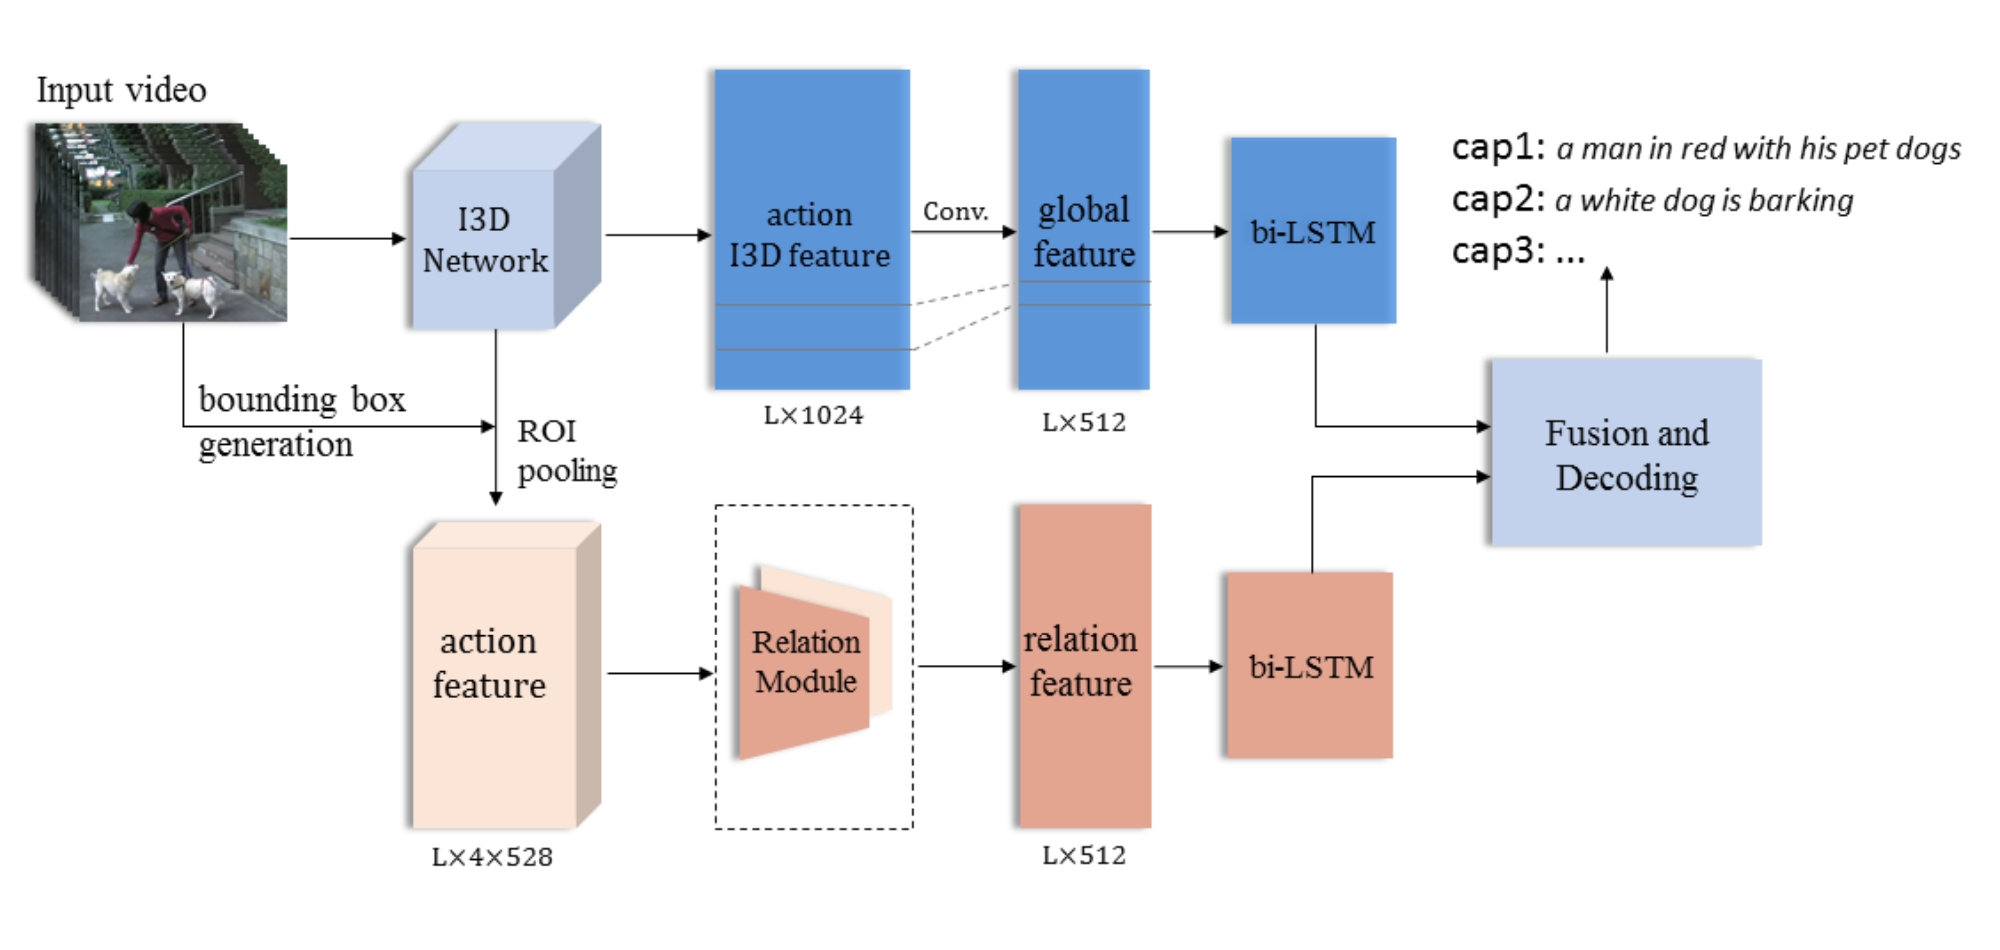 Input video
I3D
Network
action
I3D feature
L×1024
Conv.
global
feature
L×512
bi-LSTM
cap1: a man in red with his pet dogs
cap2: a white dog is barking
cap3: ...
bounding box
generation
ROI
pooling
Fusion and
Decoding
action
feature
L×4×528
Relation
Module
relation
feature
L×512
bi-LSTM